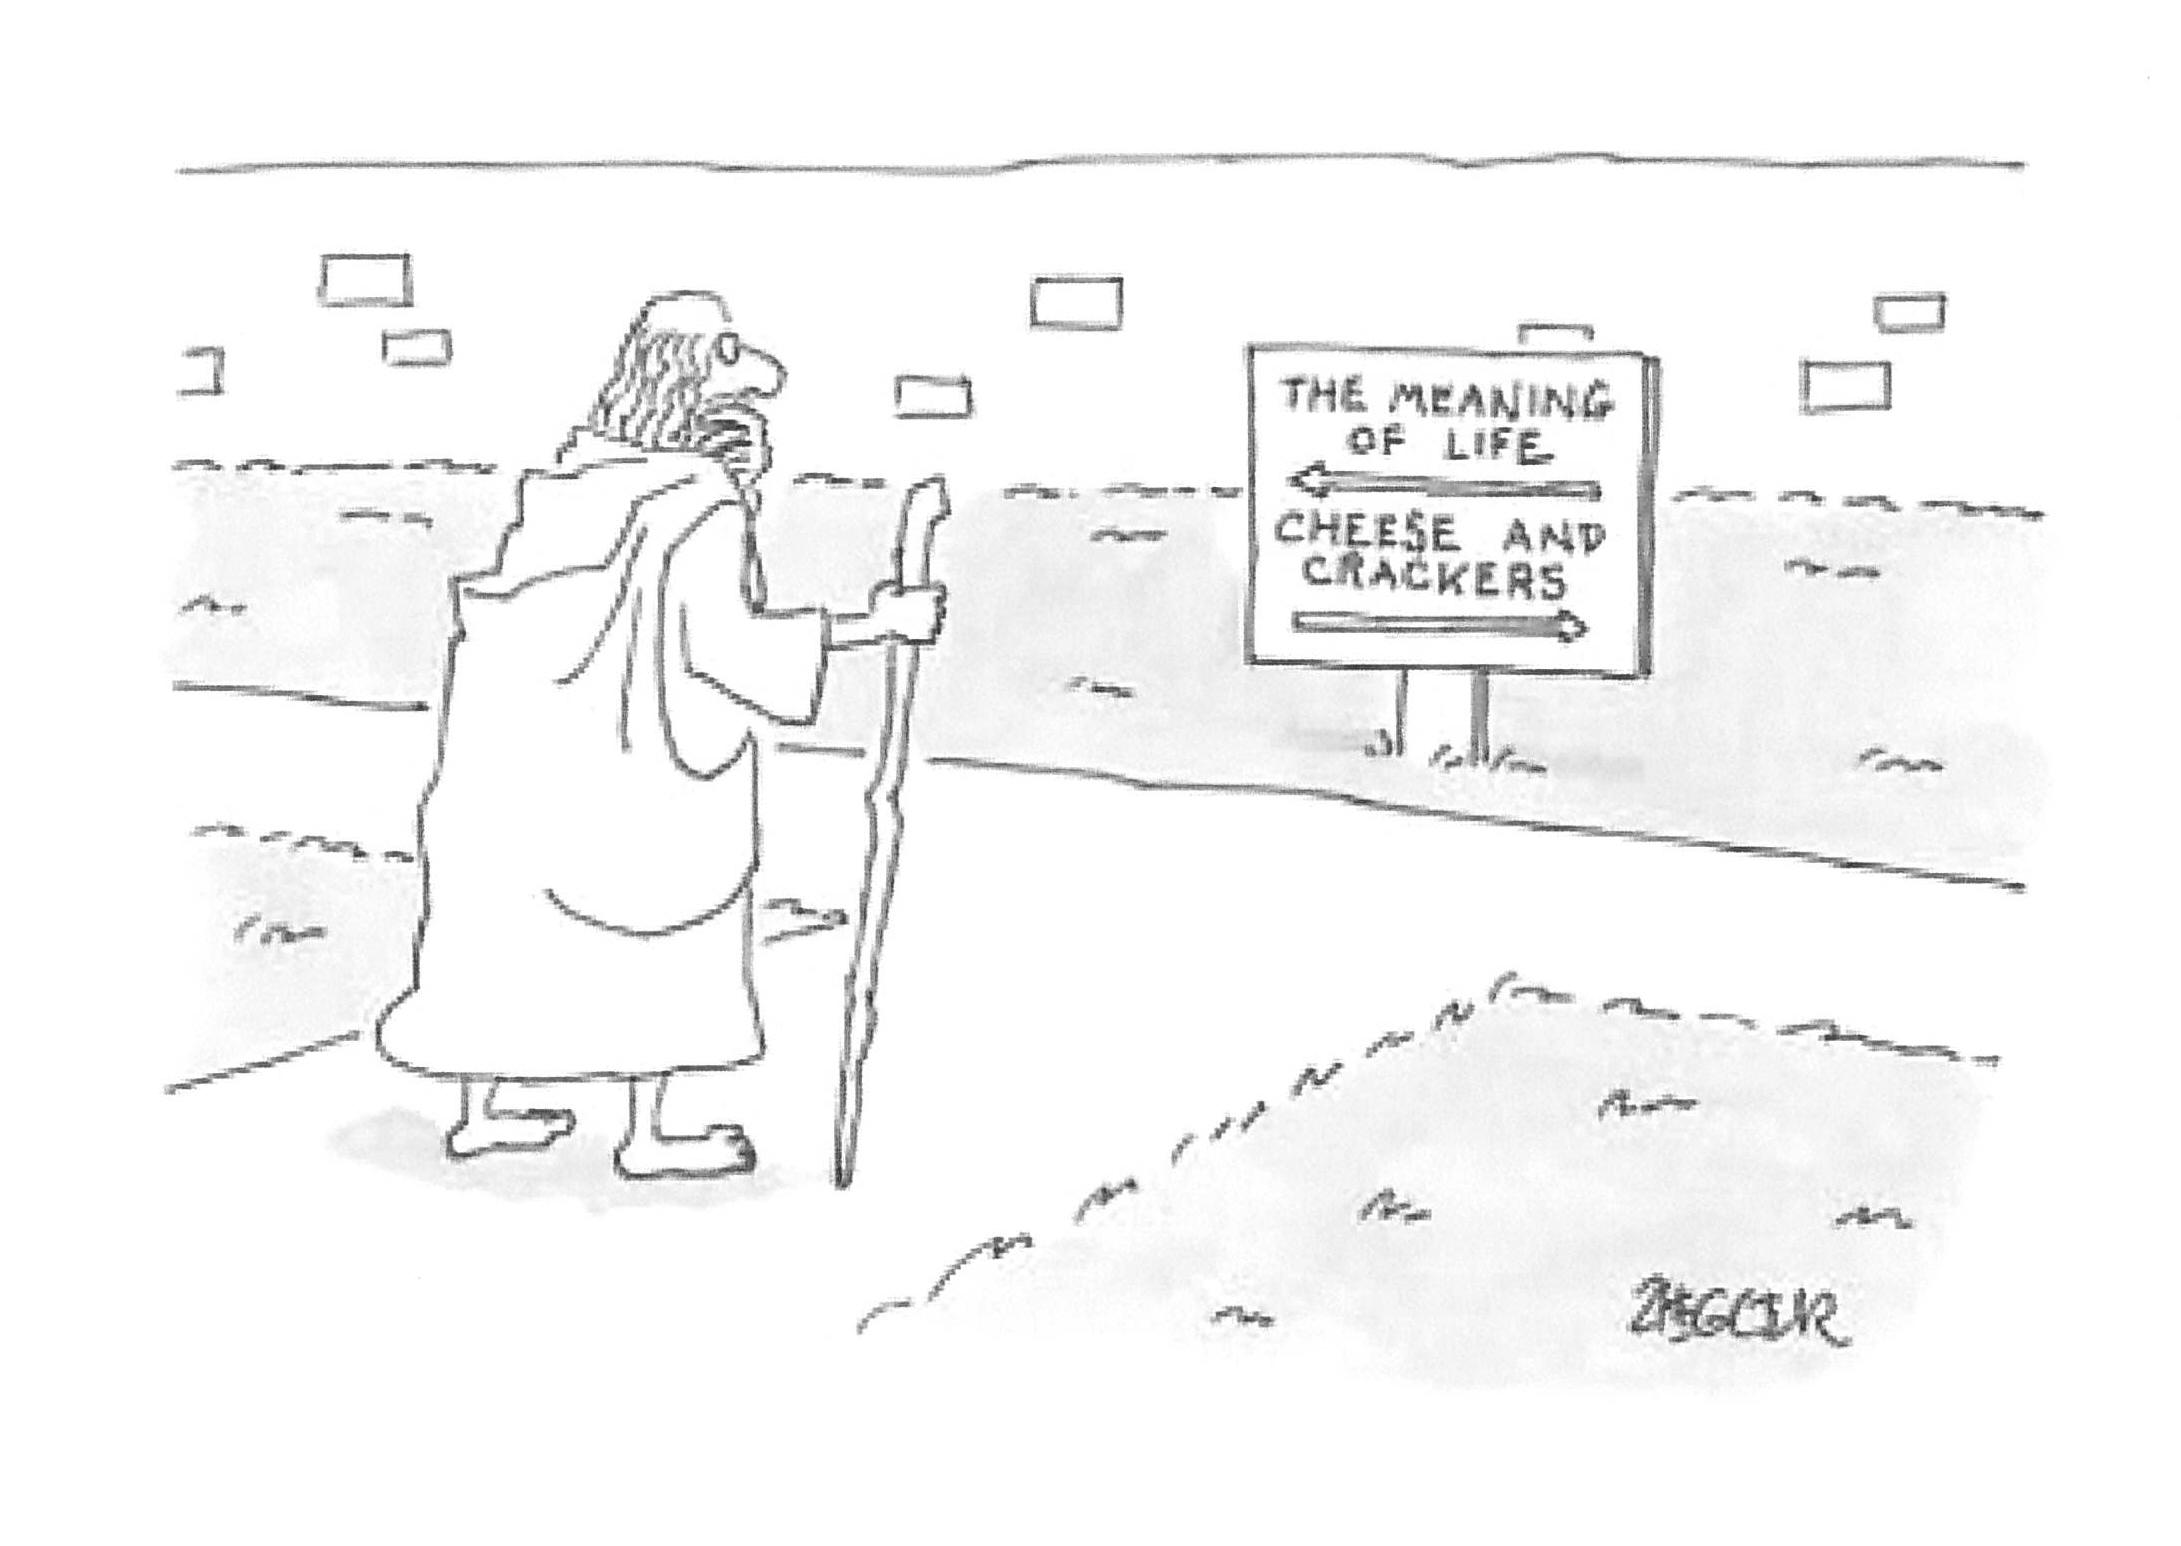 THE MEANING
OF LIFE
CHEESE AND
CRACKERS